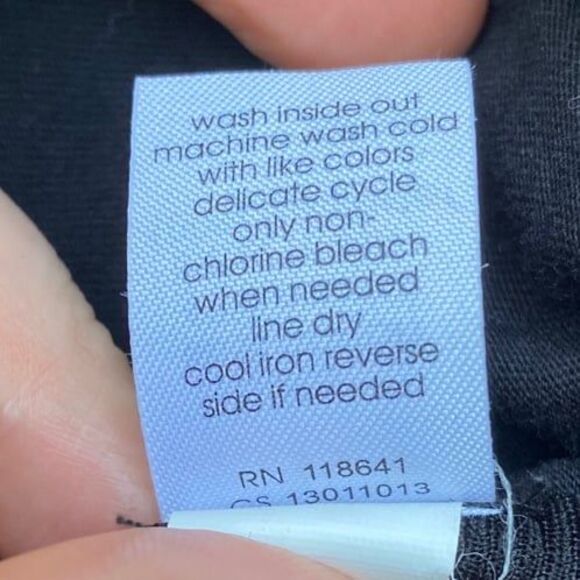 wash inside out
machine wash cold
with like colors
delicate cycle
only non-
chlorine bleach
when needed
line dry
cool iron reverse
side if needed
RN 118641
CS 13011013